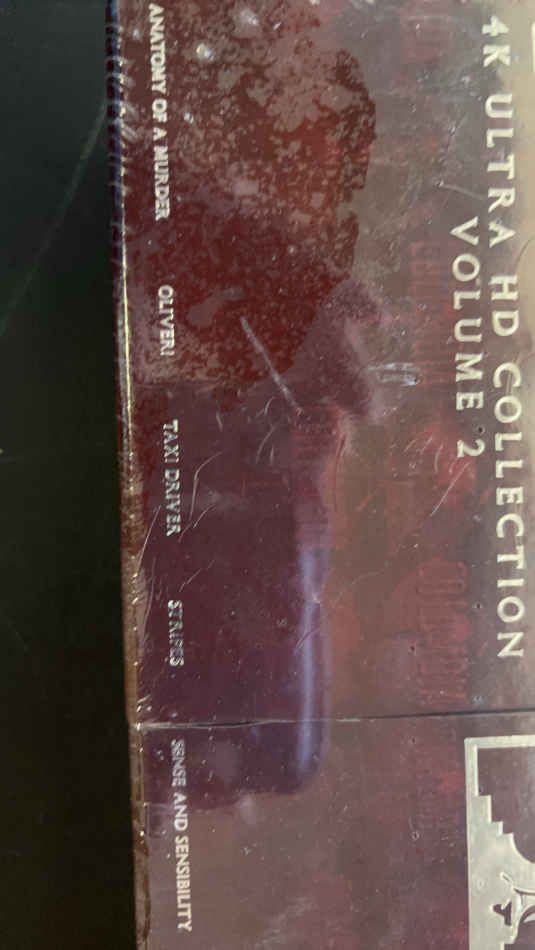 4K ULTRA HD COLLECTION
VOLUME 2
ANATOMY OF A MURDER
OLIVER!
TAXI DRIVER
STRIPES
SENSE AND SENSIBILITY